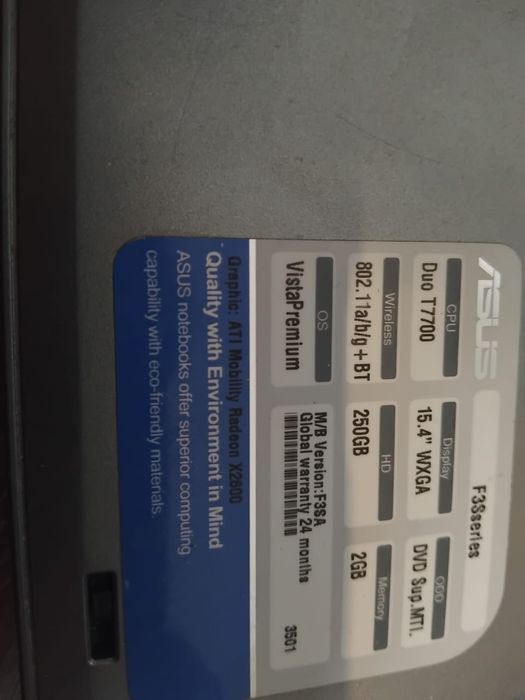 ASUS
F3Sseries
CPU
Display
ODD
Duo T7700
15.4" WXGA
DVD Sup.MTI.
Wireless
HD
Memory
802.11a/b/g+BT
250GB
2GB
OS
M/B Version:F3SA
VistaPremium
Global warranty 24 months
3501
Graphic: ATI Mobility Radeon X2600
Quality with Environment in Mind
ASUS notebooks offer superior computing
capability with eco-friendly materials.